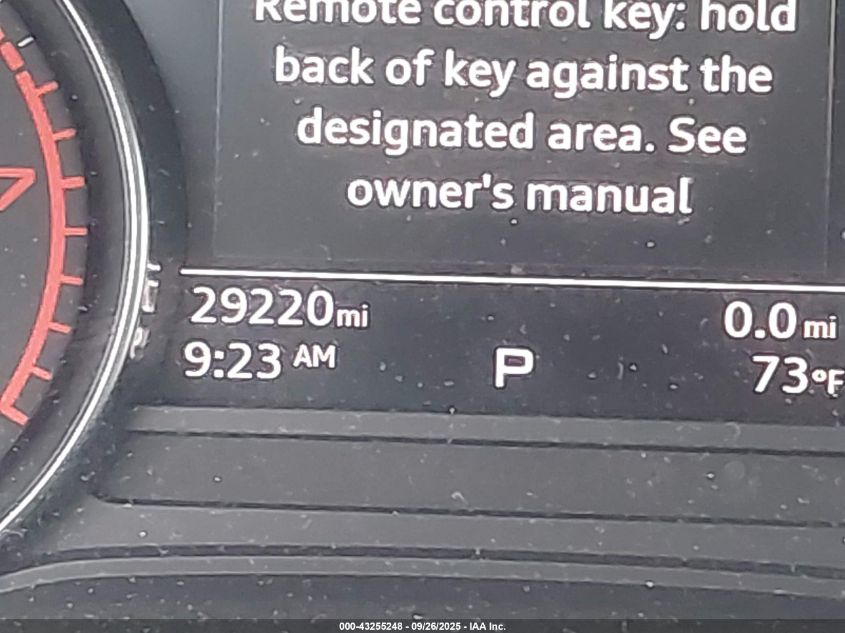 Remote control key: hold
back of key against the
designated area. See
owner's manual
29220mi
0.0mi
9:23 AM
P
73°F
000-43255248 - 09/26/2025 - IAA Inc.